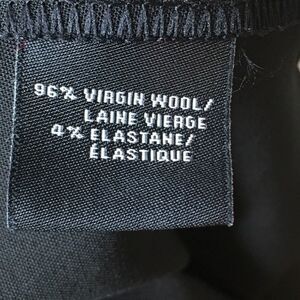 96% VIRGIN WOOL/
LAINE VIERGE
4% ELASTANE/
ÉLASTIQUE